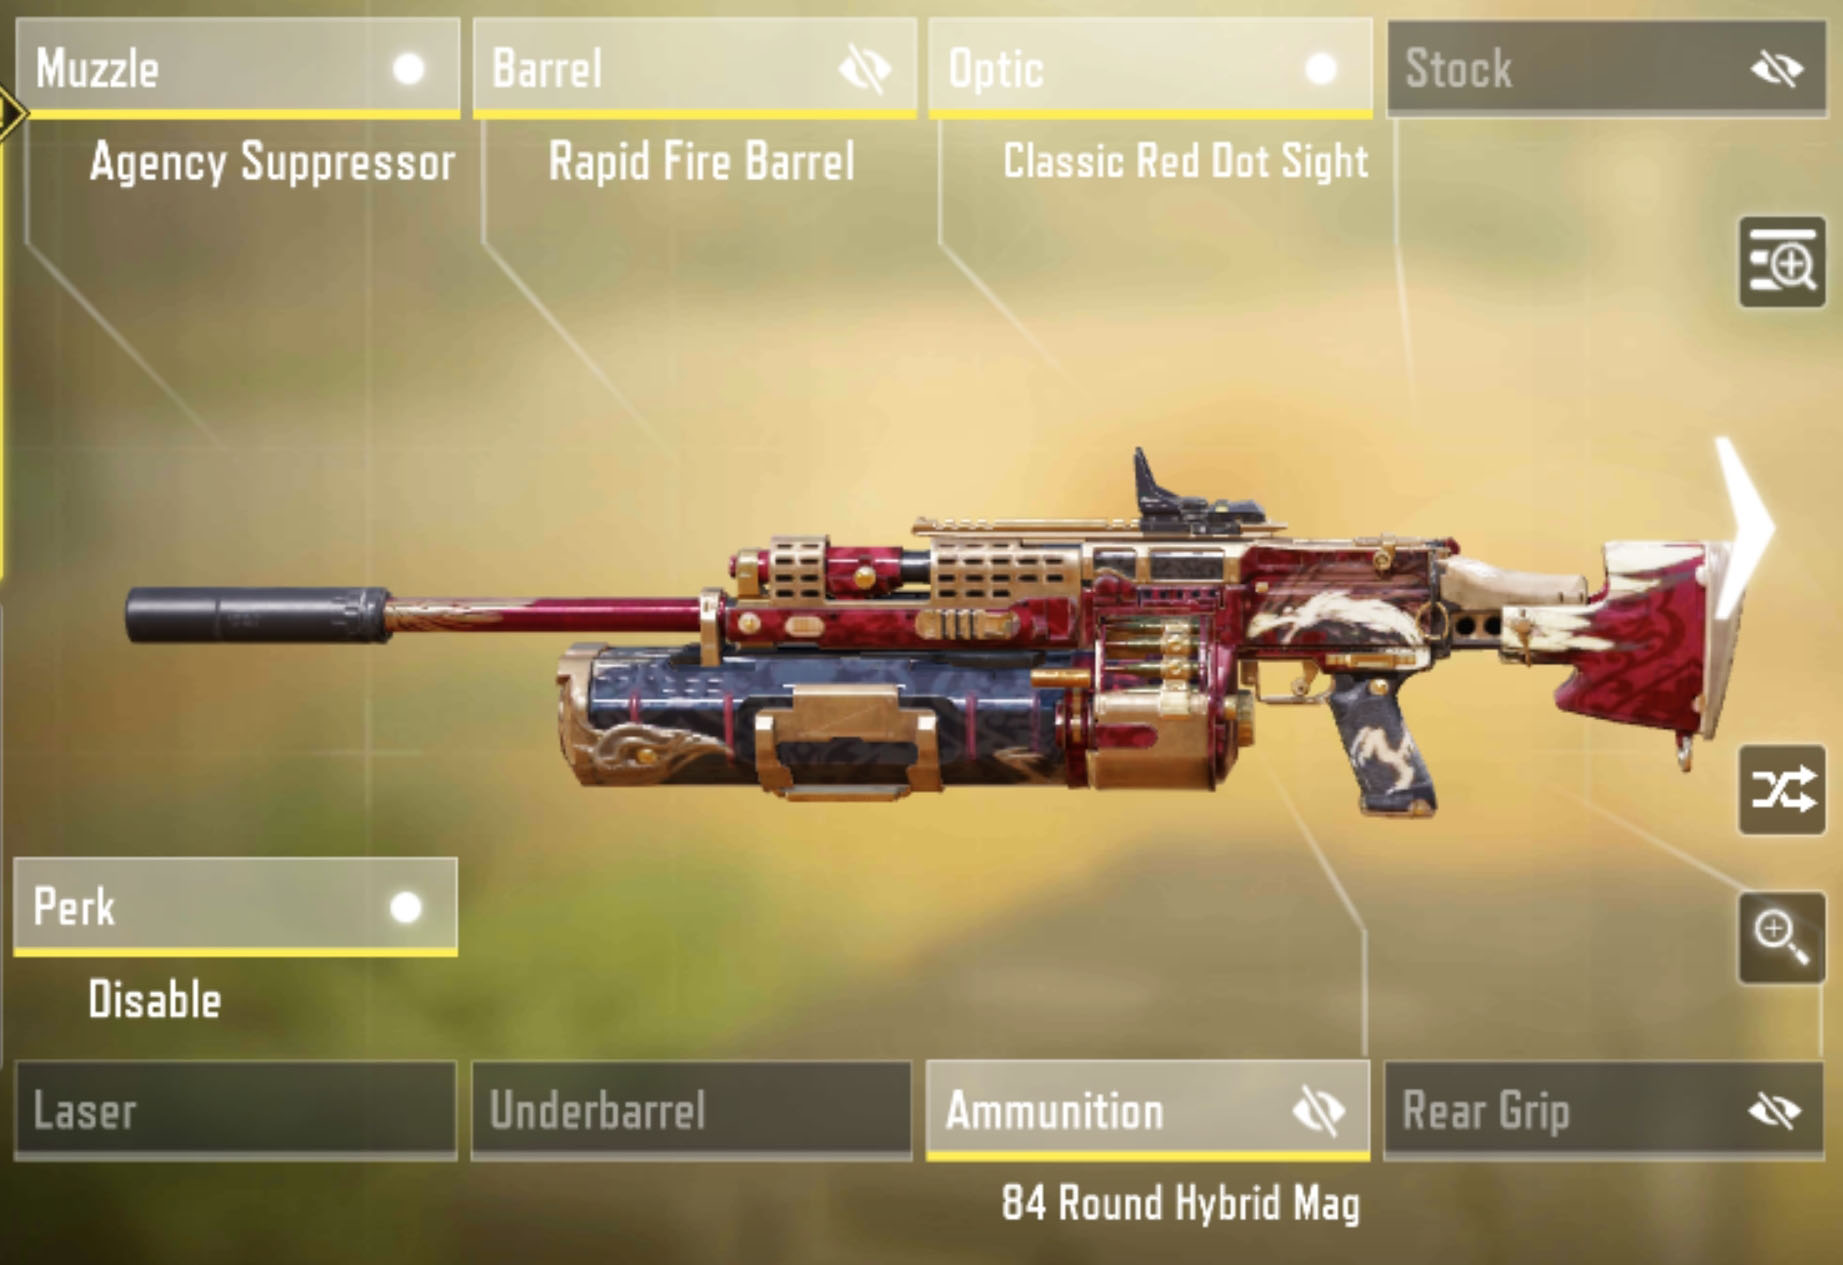 Muzzle
Barrel
Optic
Stock
Agency Suppressor
Rapid Fire Barrel
Classic Red Dot Sight
Perk
Disable
Laser
Underbarrel
Ammunition
Rear Grip
84 Round Hybrid Mag